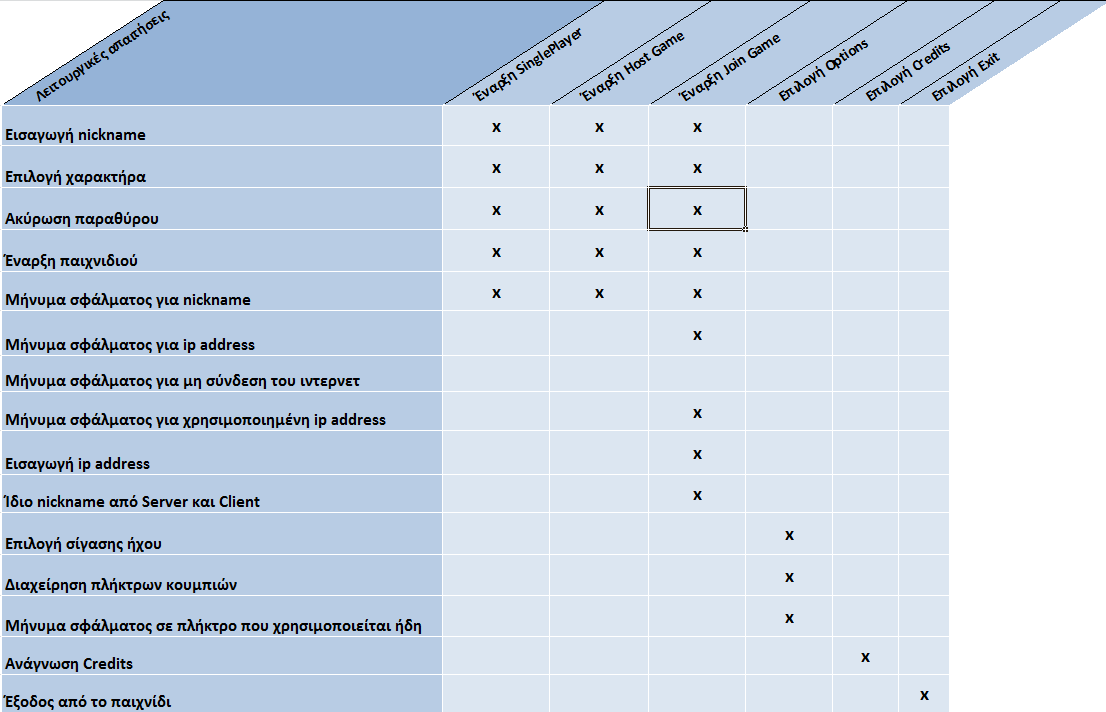 Λειτουργικές απαιτήσεις
Έναρξη SinglePlayer
Έναρξη Host Game
Έναρξη Join Game
Επιλογή Options
Επιλογή Credits
Επιλογή Exit
Εισαγωγή nickname x x x
Επιλογή χαρακτήρα x x x
Ακύρωση παραθύρου x x x
Έναρξη παιχνιδιού x x x
Μήνυμα σφάλματος για nickname x x x
Μήνυμα σφάλματος για ip address x
Μήνυμα σφάλματος για μη σύνδεση του ιντερνετ
Μήνυμα σφάλματος για χρησιμοποιημένη ip address x
Εισαγωγή ip address x
Ίδιο nickname από Server και Client x
Επιλογή σίγασης ήχου x
Διαχείρηση πλήκτρων κουμπιών x
Μήνυμα σφάλματος σε πλήκτρο που χρησιμοποιείται ήδη x
Ανάγνωση Credits x
Έξοδος από το παιχνίδι x